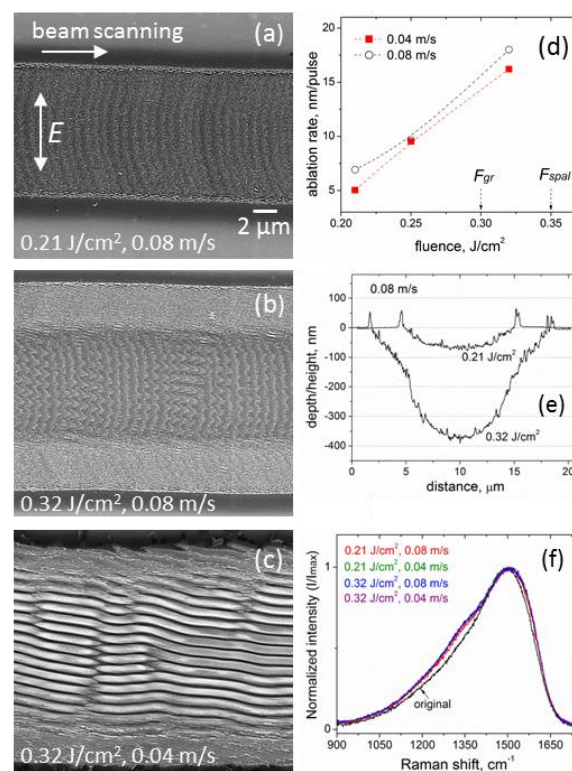 beam scanning
(a)
E
2 μm
0.21 J/cm², 0.08 m/s
(b)
0.32 J/cm², 0.08 m/s
(c)
0.32 J/cm², 0.04 m/s
(d)
0.04 m/s
0.08 m/s
ablation rate, nm/pulse
20
15
10
5
F_gr
F_spal
0.20
0.25
0.30
0.35
fluence, J/cm²
0.08 m/s
depth/height, nm
100
0
-100
-200
-300
-400
0.21 J/cm²
(e)
0.32 J/cm²
0
5
10
15
20
distance, μm
(f)
0.21 J/cm², 0.08 m/s
0.21 J/cm², 0.04 m/s
0.32 J/cm², 0.08 m/s
0.32 J/cm², 0.04 m/s
Normalized intensity (I/Imax)
1
0
original
900
1150
1400
1650
Raman shift, cm⁻¹